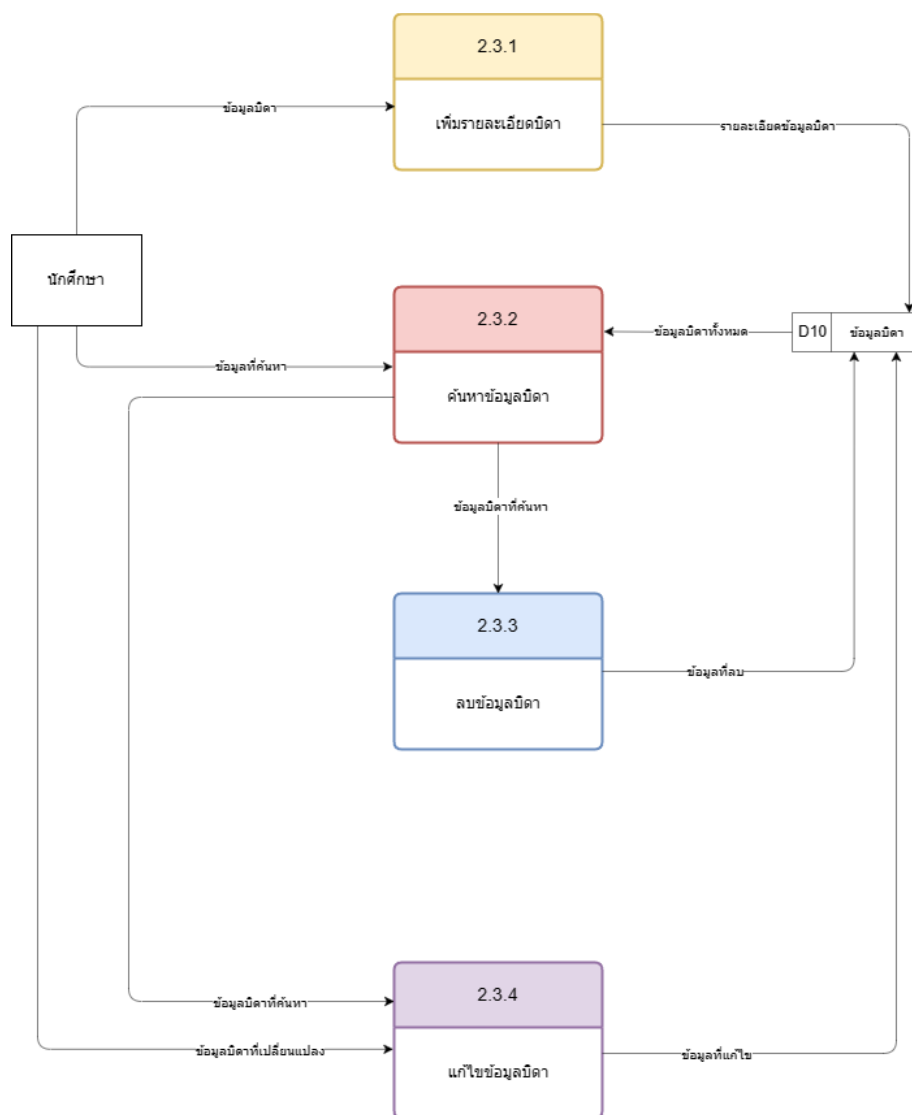 2.3.1
ข้อมูลบิดา
เพิ่มรายละเอียดบิดา
รายละเอียดข้อมูลบิดา
นักศึกษา
2.3.2
ข้อมูลบิดาทั้งหมด
D10
ข้อมูลบิดา
ข้อมูลที่ค้นหา
ค้นหาข้อมูลบิดา
ข้อมูลบิดาที่ค้นหา
2.3.3
ข้อมูลที่ลบ
ลบข้อมูลบิดา
2.3.4
ข้อมูลบิดาที่ค้นหา
ข้อมูลบิดาที่เปลี่ยนแปลง
ข้อมูลที่แก้ไข
แก้ไขข้อมูลบิดา